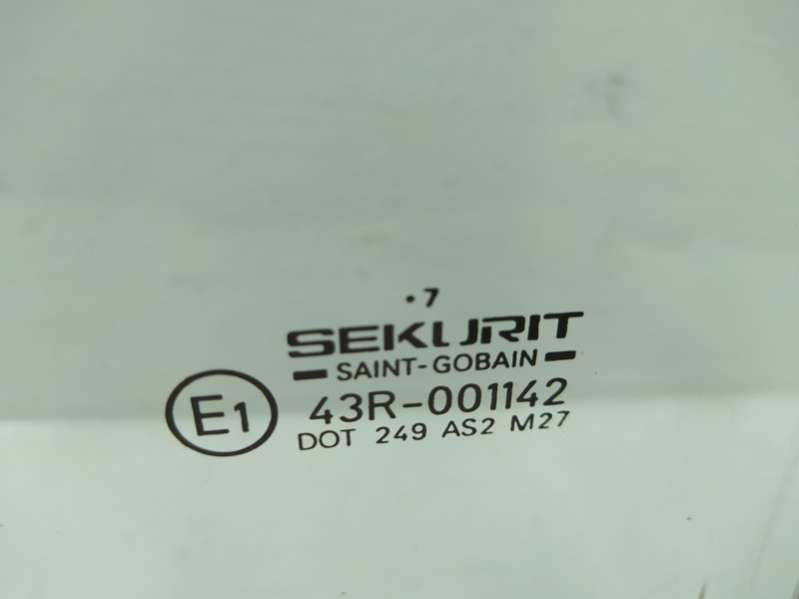 .7
SEKURIT
SAINT-GOBAIN
E1 43R-001142
DOT 249 AS2 M27